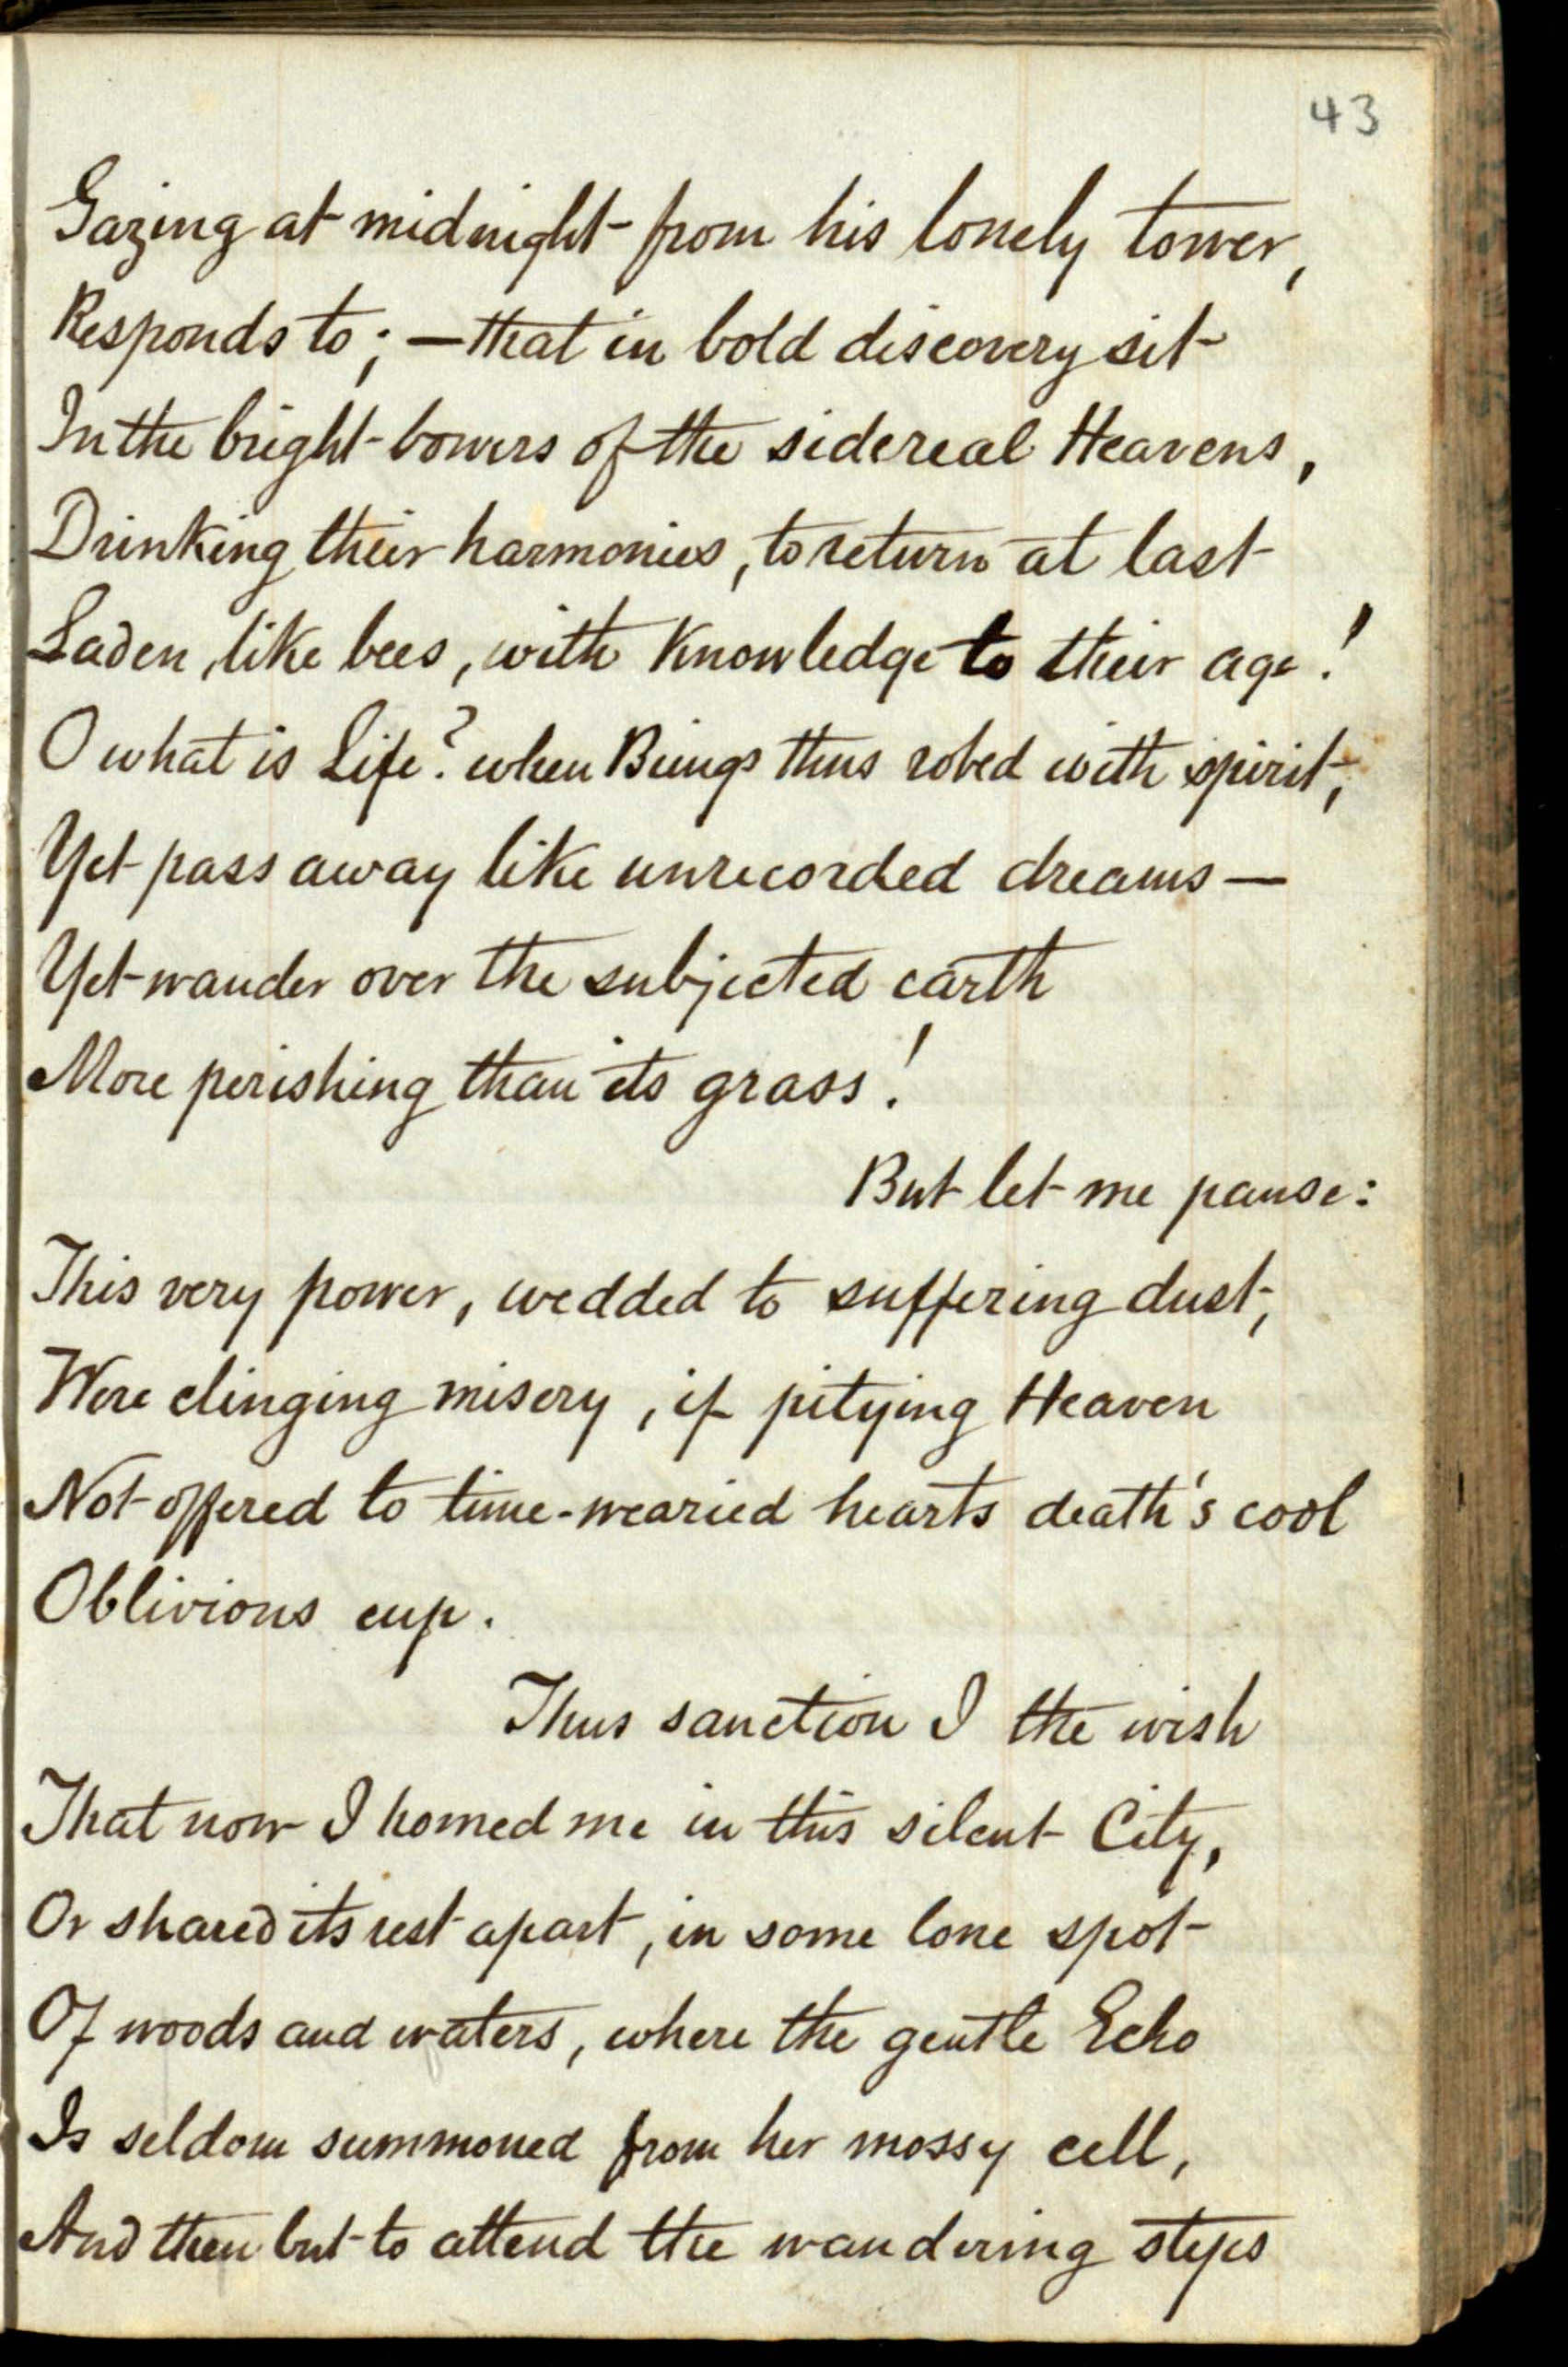 43
Gazing at midnight from his lonely tower,
Responds to; — that in bold discovery sit
In the bright bowers of the sidereal Heavens,
Drinking their harmonies, to return at last
Laden, like bees, with Knowledge to their age!
O what is Life? when Beings thus robed with spirit,
Yet pass away like unrecorded dreams —
Yet wander over the subjected earth
More perishing than its grass!
But let me pause:
This very power, wedded to suffering dust,
Were clinging misery, if pitying Heaven
Not offered to time-wearied hearts death's cool
Oblivious cup.
Thus sanction I the wish
That now I homed me in this silent City,
Or shared its rest apart, in some lone spot
Of woods and waters, where the gentle Echo
Is seldom summoned from her mossy cell,
And then but to attend the wandering steps